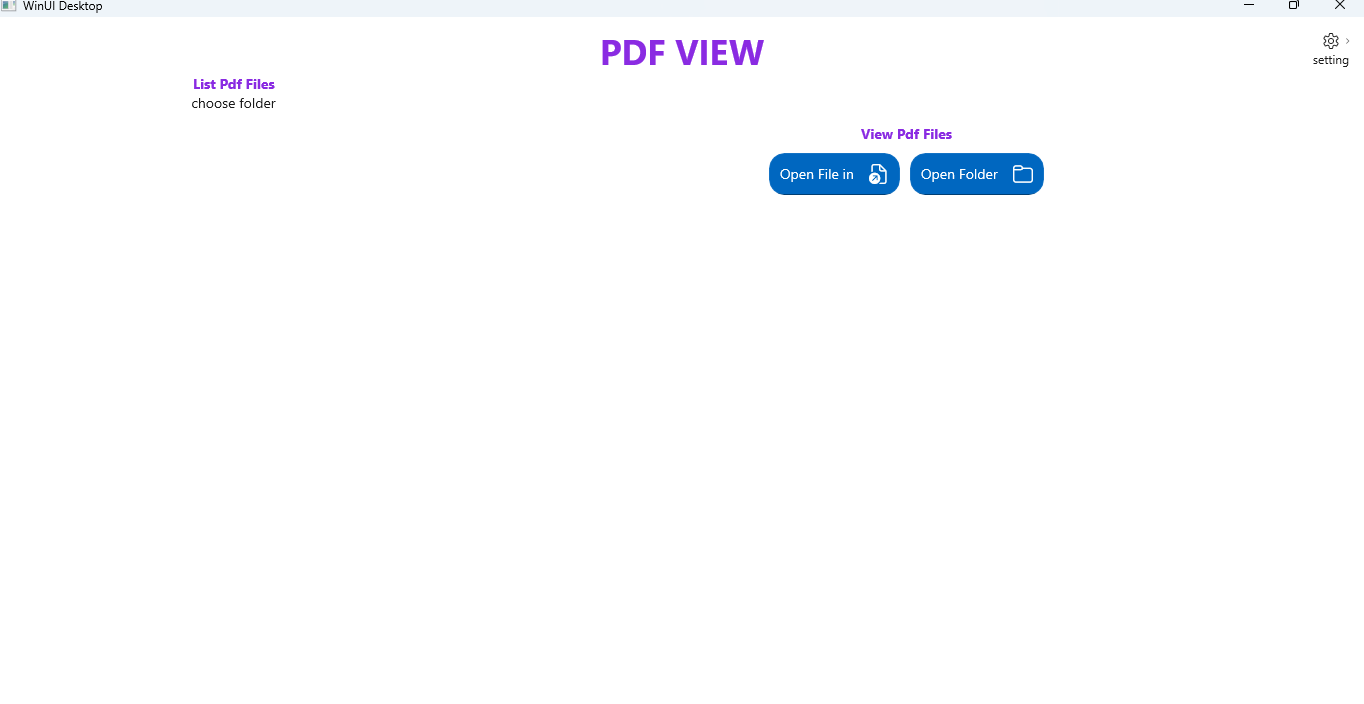 WinUI Desktop
PDF VIEW
setting
List Pdf Files
choose folder
View Pdf Files
Open File in
Open Folder